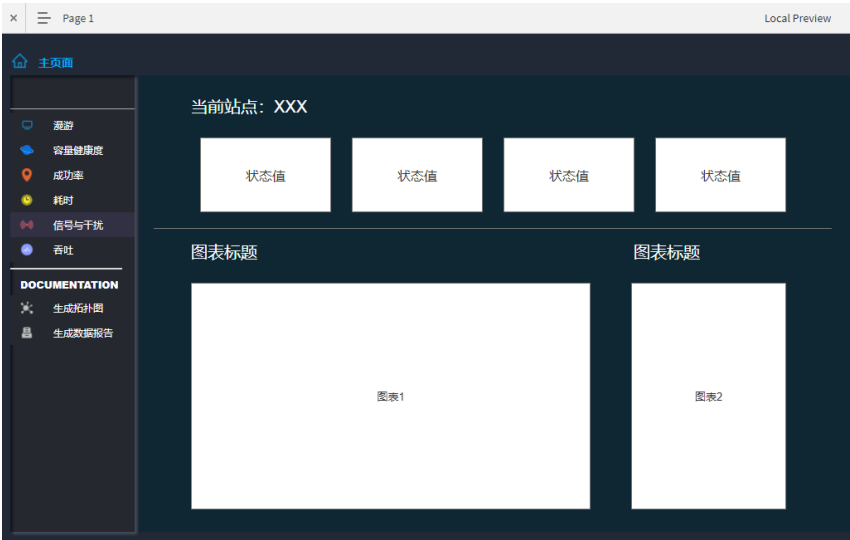 Page 1
Local Preview
主页面
漫游
容量健康度
成功率
耗时
信号与干扰
吞吐
DOCUMENTATION
生成拓扑图
生成数据报告
当前站点：XXX
状态值
状态值
状态值
状态值
图表标题
图表标题
图表1
图表2